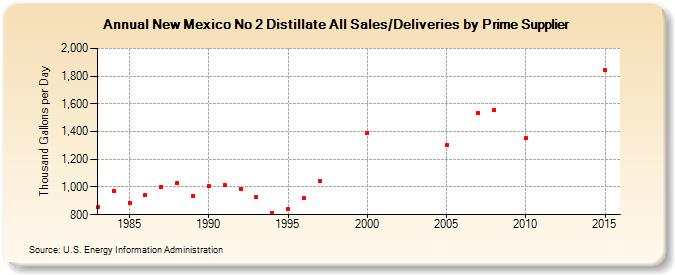 Annual New Mexico No 2 Distillate All Sales/Deliveries by Prime Supplier
Thousand Gallons per Day
2,000
1,800
1,600
1,400
1,200
1,000
800
1985 1990 1995 2000 2005 2010 2015
Source: U.S. Energy Information Administration